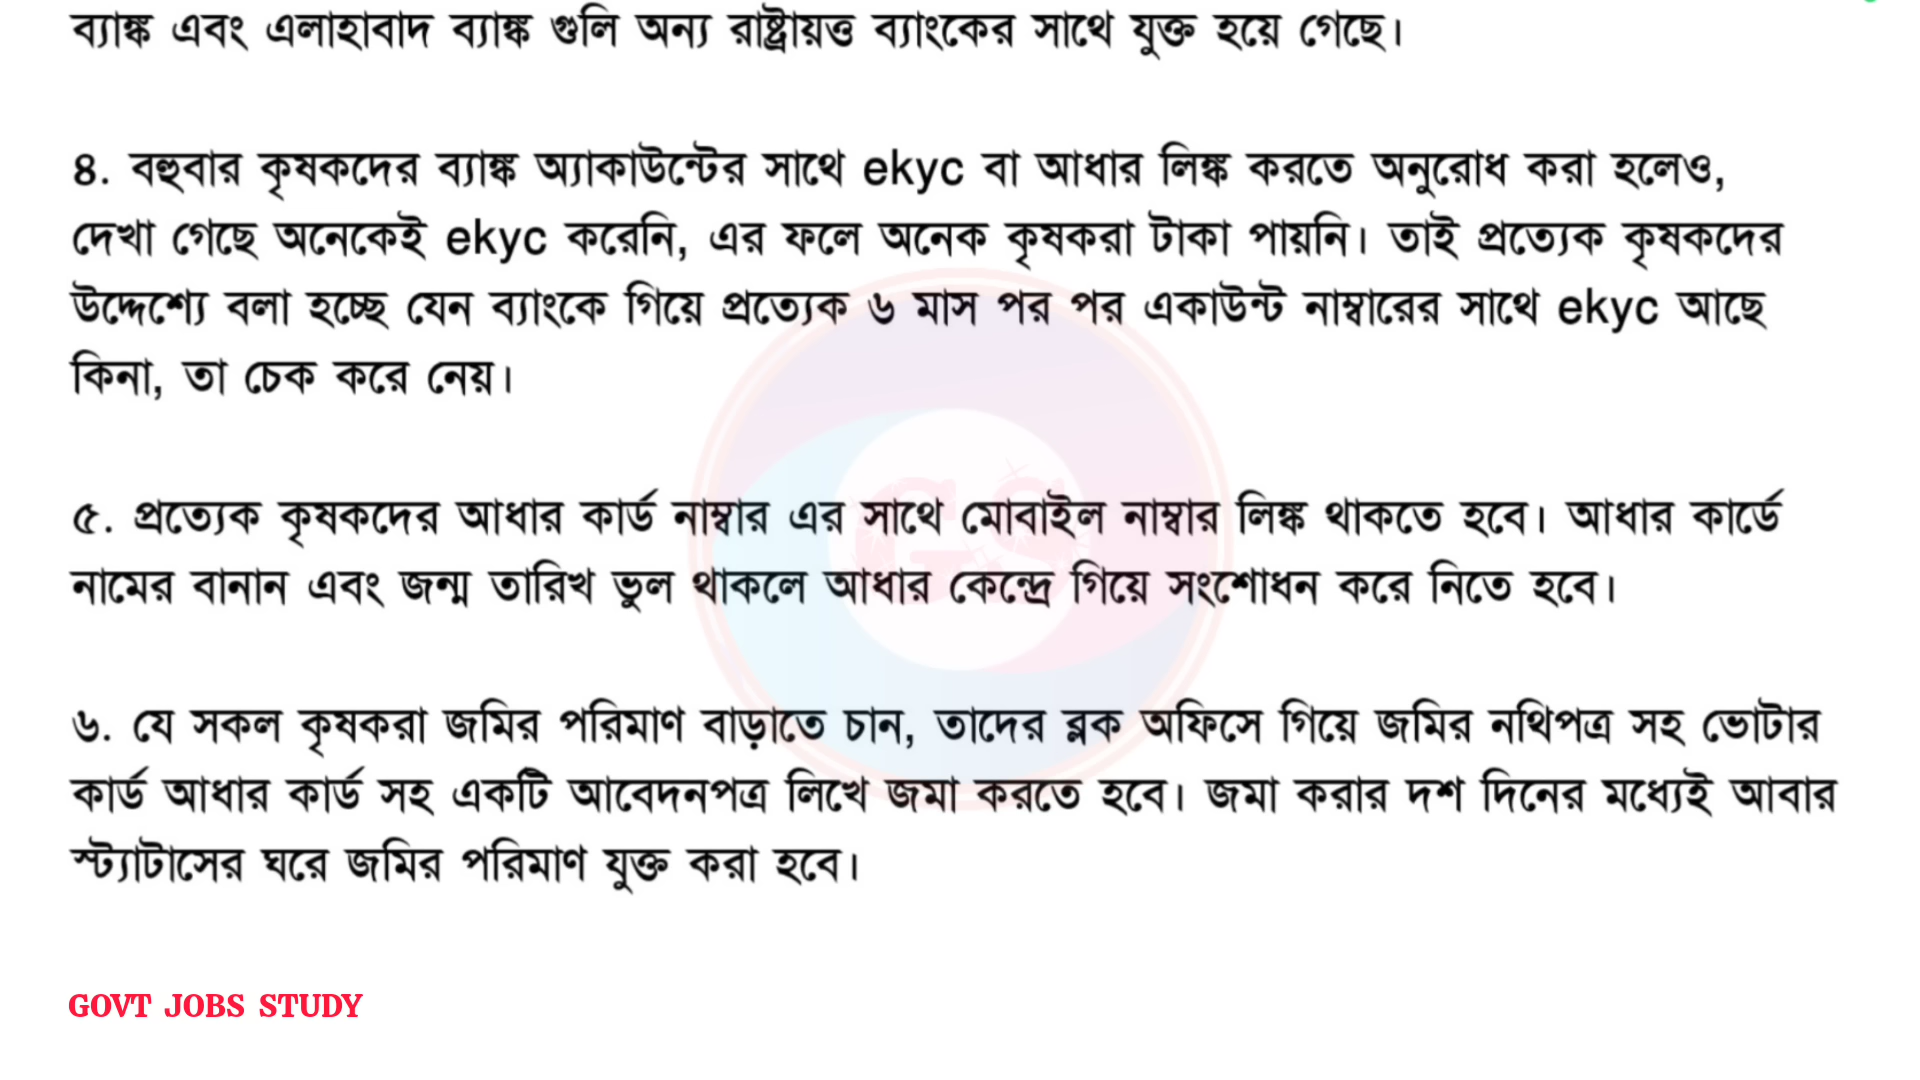 ব্যাঙ্ক এবং এলাহাবাদ ব্যাঙ্ক গুলি অন্য রাষ্ট্রায়ত্ত ব্যাংকের সাথে যুক্ত হয়ে গেছে।
৪. বহুবার কৃষকদের ব্যাঙ্ক অ্যাকাউন্টের সাথে ekyc বা আধার লিঙ্ক করতে অনুরোধ করা হলেও,
দেখা গেছে অনেকেই ekyc করেনি, এর ফলে অনেক কৃষকরা টাকা পায়নি। তাই প্রত্যেক কৃষকদের
উদ্দেশ্যে বলা হচ্ছে যেন ব্যাংকে গিয়ে প্রত্যেক ৬ মাস পর পর একাউন্ট নাম্বারের সাথে ekyc আছে
কিনা, তা চেক করে নেয়।
৫. প্রত্যেক কৃষকদের আধার কার্ড নাম্বার এর সাথে মোবাইল নাম্বার লিঙ্ক থাকতে হবে। আধার কার্ডে
নামের বানান এবং জন্ম তারিখ ভুল থাকলে আধার কেন্দ্রে গিয়ে সংশোধন করে নিতে হবে।
GS
৬. যে সকল কৃষকরা জমির পরিমাণ বাড়াতে চান, তাদের ব্লক অফিসে গিয়ে জমির নথিপত্র সহ ভোটার
কার্ড আধার কার্ড সহ একটি আবেদনপত্র লিখে জমা করতে হবে। জমা করার দশ দিনের মধ্যেই আবার
স্ট্যাটাসের ঘরে জমির পরিমাণ যুক্ত করা হবে।
GOVT JOBS STUDY